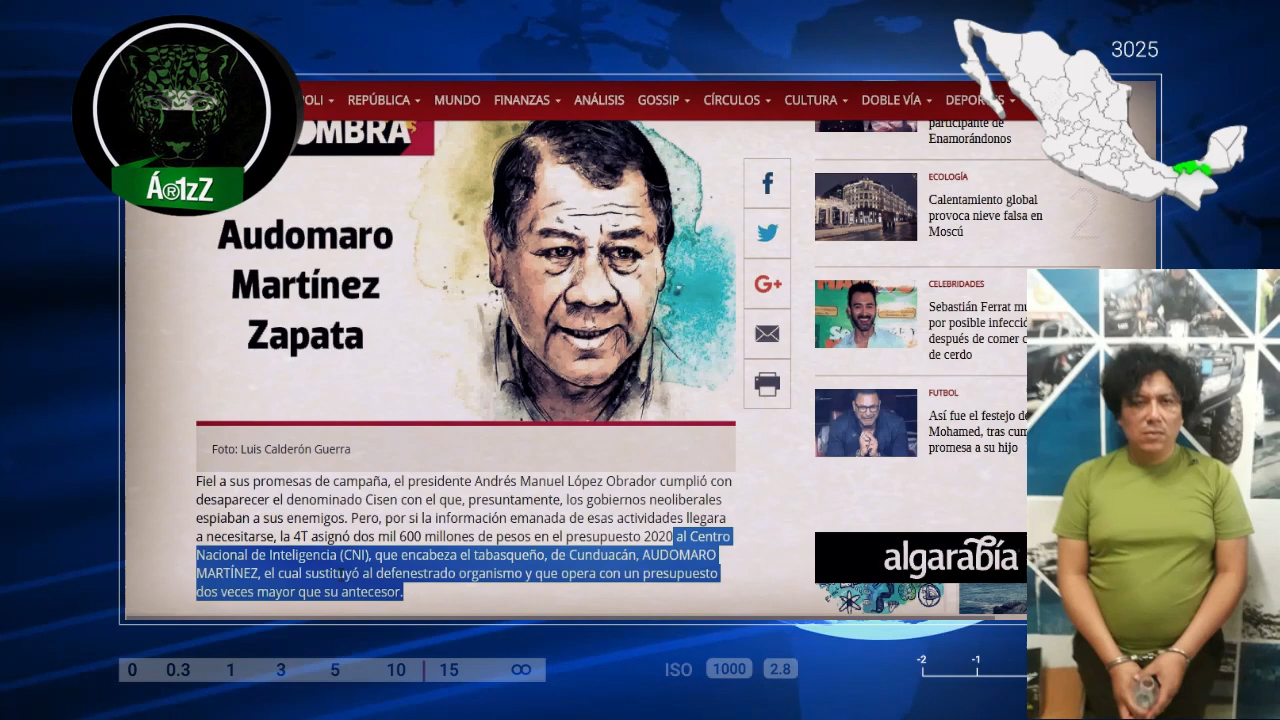 3025
REPÚBLICA MUNDO FINANZAS ANÁLISIS GOSSIP CÍRCULOS CULTURA DOBLE VÍA
Á®1zZ
Audomaro
Martínez
Zapata
Foto: Luis Calderón Guerra
Fiel a sus promesas de campaña, el presidente Andrés Manuel López Obrador cumplió con
desaparecer el denominado Cisen con el que, presuntamente, los gobiernos neoliberales
espiaban a sus enemigos. Pero, por si la información emanada de esas actividades llegara
a necesitarse, la 4T asignó dos mil 600 millones de pesos en el presupuesto 2020 al Centro
Nacional de Inteligencia (CNI), que encabeza el tabasqueño, de Cunduacán, AUDOMARO
MARTÍNEZ, el cual sustituyó al defenestrado organismo y que opera con un presupuesto
dos veces mayor que su antecesor.
G+
participante de
Enamorándonos
ECOLOGÍA
Calentamiento global
provoca nieve falsa en
Moscú
2
CELEBRIDADES
Sebastián Ferrat
por posible
después de comer
de cerdo
FUTBOL
Así fue el festejo de
Mohamed, tras
promesa a su hijo
algarabía
0 0.3 1 3 5 10 15 ∞
ISO 1000 2.8
-2 -1